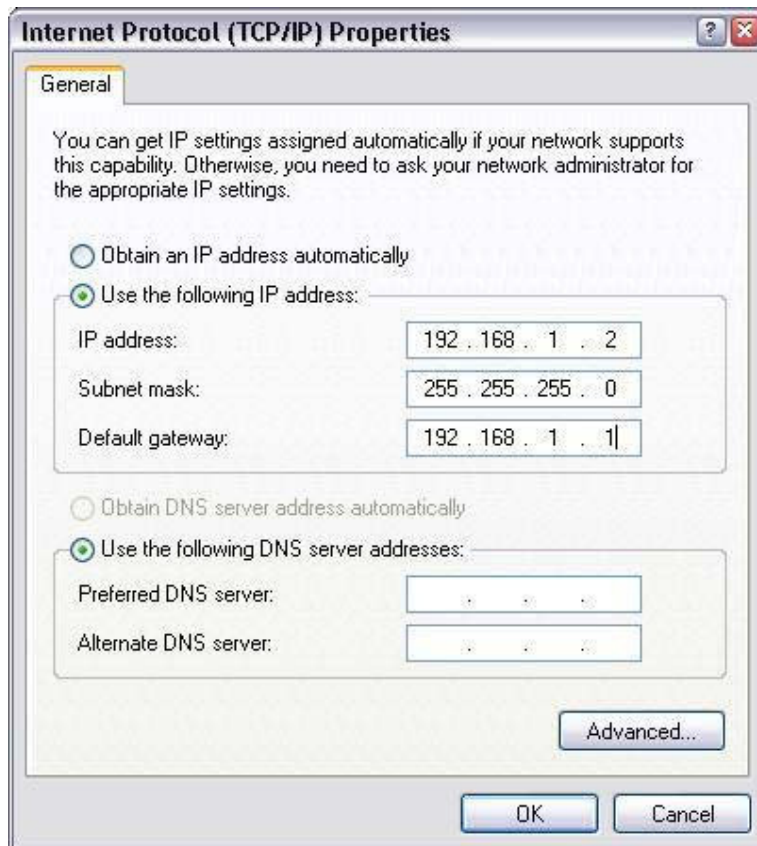 Internet Protocol (TCP/IP) Properties
General
You can get IP settings assigned automatically if your network supports
this capability. Otherwise, you need to ask your network administrator for
the appropriate IP settings.
Obtain an IP address automatically
Use the following IP address:
IP address: 192 . 168 . 1 . 2
Subnet mask: 255 . 255 . 255 . 0
Default gateway: 192 . 168 . 1 . 1
Obtain DNS server address automatically
Use the following DNS server addresses:
Preferred DNS server: . . .
Alternate DNS server: . . .
Advanced...
OK Cancel